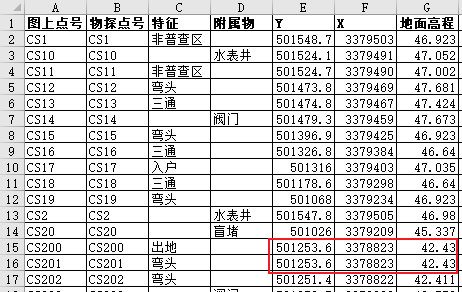 A B C D E F G
1 图上点号 物探点号 特征 附属物 Y X 地面高程
2 CS1 CS1 非普查区 501548.7 3379503 46.923
3 CS10 CS10 水表井 501524.1 3379491 47.052
4 CS11 CS11 非普查区 501524.7 3379490 47.002
5 CS12 CS12 弯头 501473.8 3379469 47.681
6 CS13 CS13 三通 501474.8 3379467 47.424
7 CS14 CS14 阀门 501479.3 3379459 47.673
8 CS15 CS15 弯头 501396.9 3379425 46.923
9 CS16 CS16 三通 501326.8 3379384 46.64
10 CS17 CS17 入户 501316 3379403 47.035
11 CS18 CS18 三通 501178.6 3379298 46.64
12 CS19 CS19 弯头 501158.9 3379285 46.64
13 CS2 CS2 水表井 501547.8 3379505 46.98
14 CS20 CS20 盲堵 501026 3379209 45.337
15 CS200 CS200 出地 501253.6 3378823 42.43
16 CS201 CS201 弯头 501253.6 3378823 42.43
17 CS202 CS202 弯头 501251.4 3378822 42.411